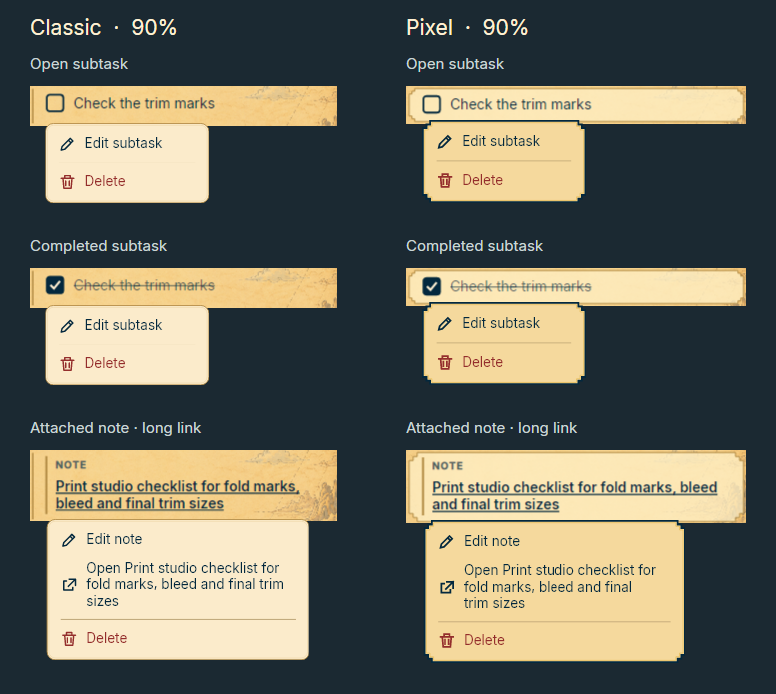 Classic · 90%
Open subtask
Check the trim marks
Edit subtask
Delete
Completed subtask
Check the trim marks
Edit subtask
Delete
Attached note · long link
NOTE
Print studio checklist for fold marks,
bleed and final trim sizes
Edit note
Open Print studio checklist for
fold marks, bleed and final trim
sizes
Delete
Pixel · 90%
Open subtask
Check the trim marks
Edit subtask
Delete
Completed subtask
Check the trim marks
Edit subtask
Delete
Attached note · long link
NOTE
Print studio checklist for fold marks, bleed
and final trim sizes
Edit note
Open Print studio checklist for
fold marks, bleed and final
trim sizes
Delete